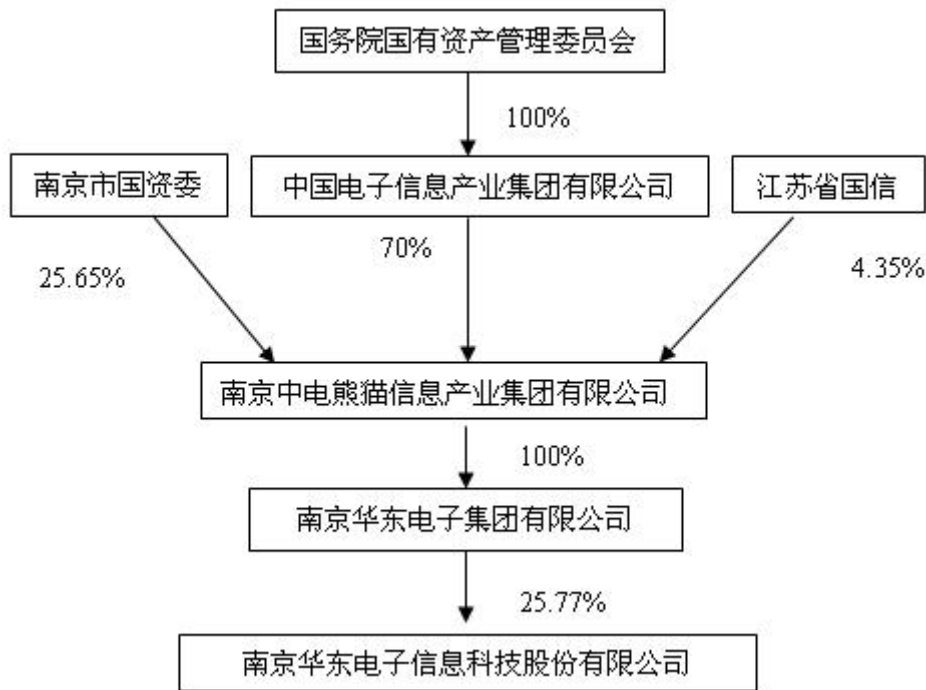 国务院国有资产管理委员会
100%
南京市国资委
中国电子信息产业集团有限公司
江苏省国信
25.65%
70%
4.35%
南京中电熊猫信息产业集团有限公司
100%
南京华东电子集团有限公司
25.77%
南京华东电子信息科技股份有限公司